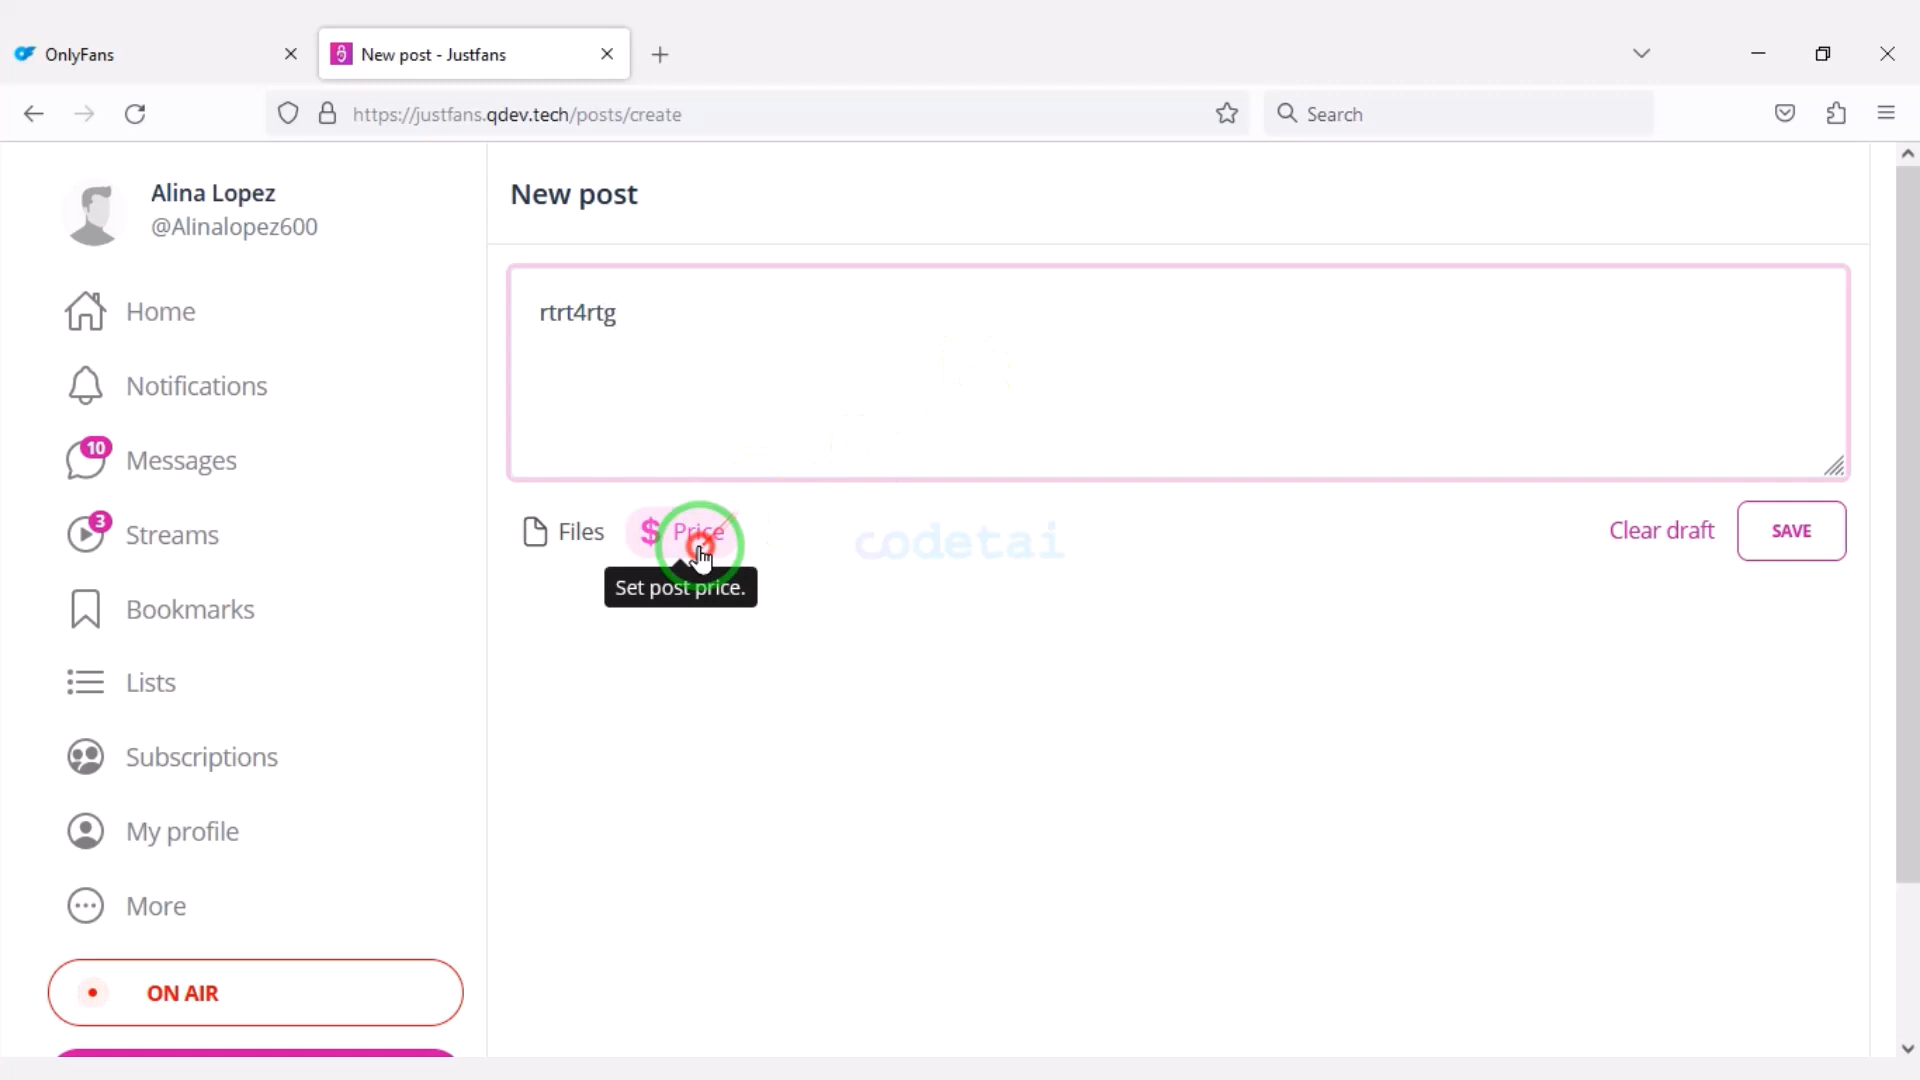 OnlyFans
New post - Justfans
https://justfans.qdev.tech/posts/create
Search
Alina Lopez
@Alinalopez600
New post
Home
rtrt4rtg
Notifications
10
Messages
3
Streams
Files
$ Price
codetai
Clear draft
SAVE
Set post price.
Bookmarks
Lists
Subscriptions
My profile
More
ON AIR